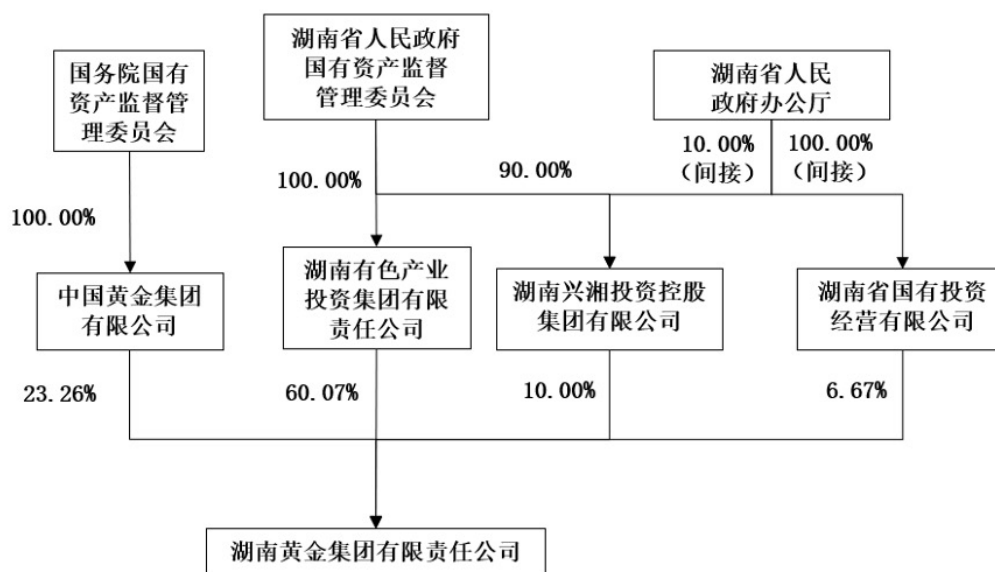 国务院国有
资产监督管
理委员会
湖南省人民政府
国有资产监督
管理委员会
湖南省人民
政府办公厅
100.00%
100.00%
90.00%
10.00%
（间接）
100.00%
（间接）
中国黄金集团
有限公司
湖南有色产业
投资集团有限
责任公司
湖南兴湘投资控股
集团有限公司
湖南省国有投资
经营有限公司
23.26%
60.07%
10.00%
6.67%
湖南黄金集团有限责任公司